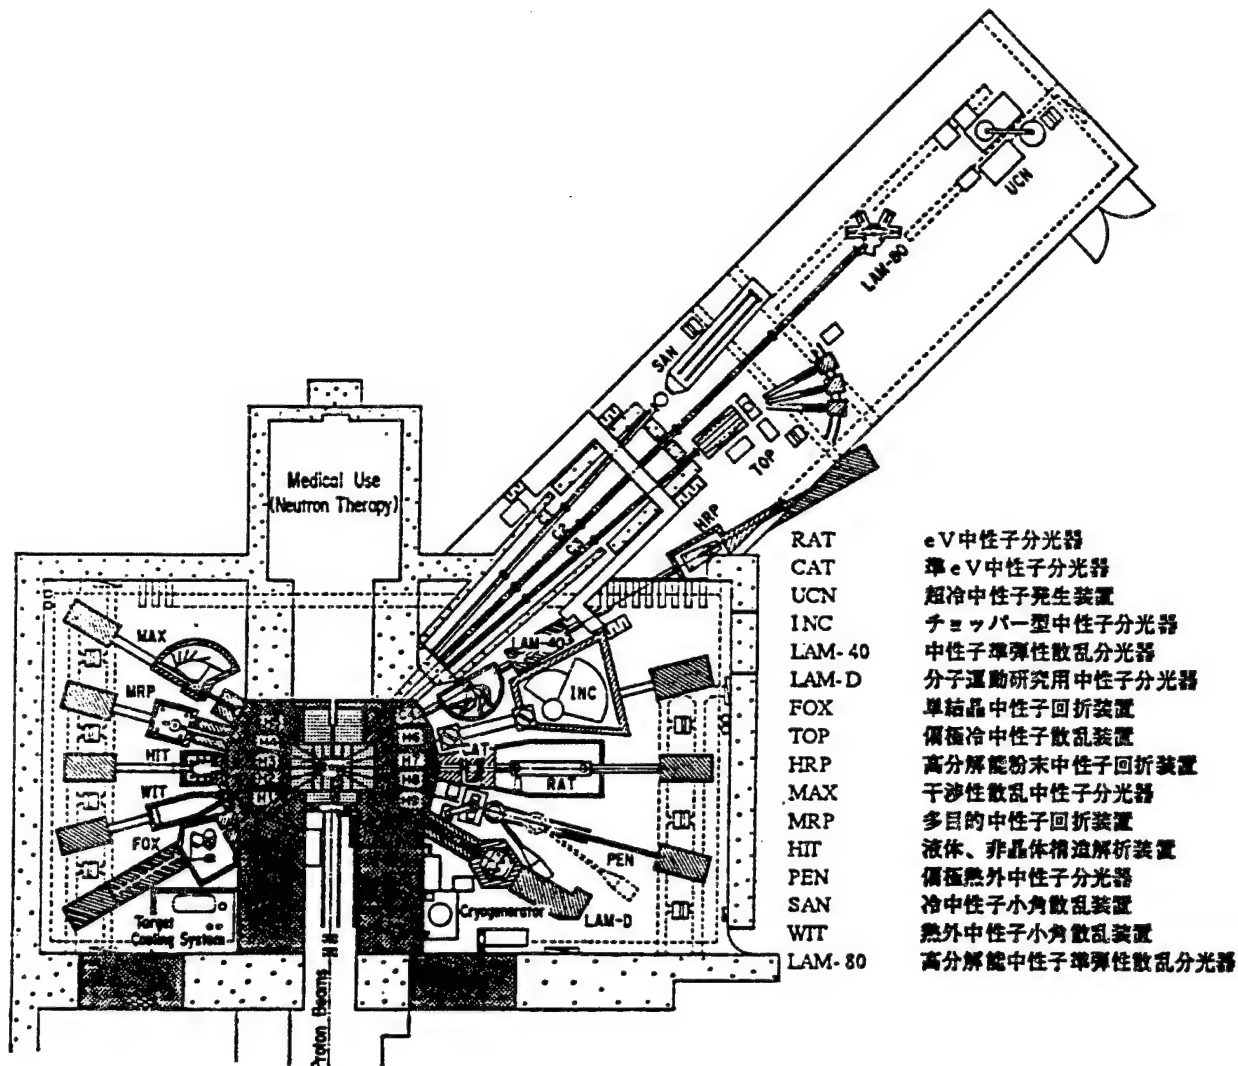 UCN
LAM-80
SAN
TOP
HRP
C2
C3
Medical Use
(Neutron Therapy)
MAX
MRP
HIT
WIT
FOX
LAM-40
INC
CAT
RAT
PEN
LAM-D
H3
H2
H1
H6
H7
H8
H9
Cryogenerator
Target
Cooling System
Proton Beams
RAT eV中性子分光器
CAT 準eV中性子分光器
UCN 超冷中性子発生装置
INC チョッパー型中性子分光器
LAM-40 中性子準弾性散乱分光器
LAM-D 分子運動研究用中性子分光器
FOX 単結晶中性子回折装置
TOP 偏極冷中性子散乱装置
HRP 高分解能粉末中性子回折装置
MAX 干渉性散乱中性子分光器
MRP 多目的中性子回折装置
HIT 液体、非晶体構造解析装置
PEN 偏極熱外中性子分光器
SAN 冷中性子小角散乱装置
WIT 熱外中性子小角散乱装置
LAM-80 高分解能中性子準弾性散乱分光器